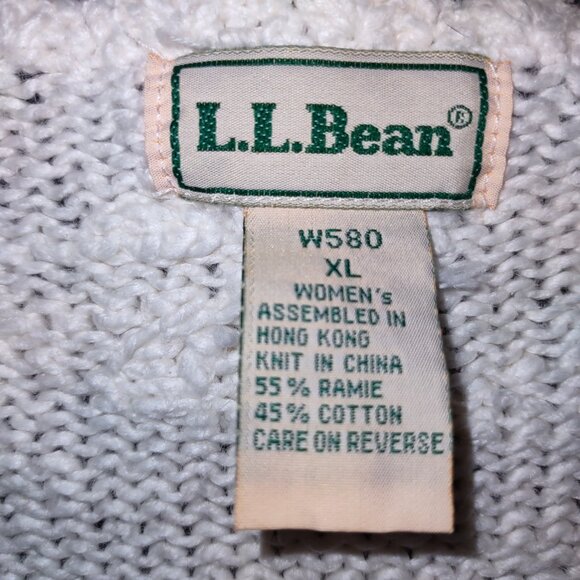 L.L.Bean®
W580
XL
WOMEN's
ASSEMBLED IN
HONG KONG
KNIT IN CHINA
55% RAMIE
45% COTTON
CARE ON REVERSE